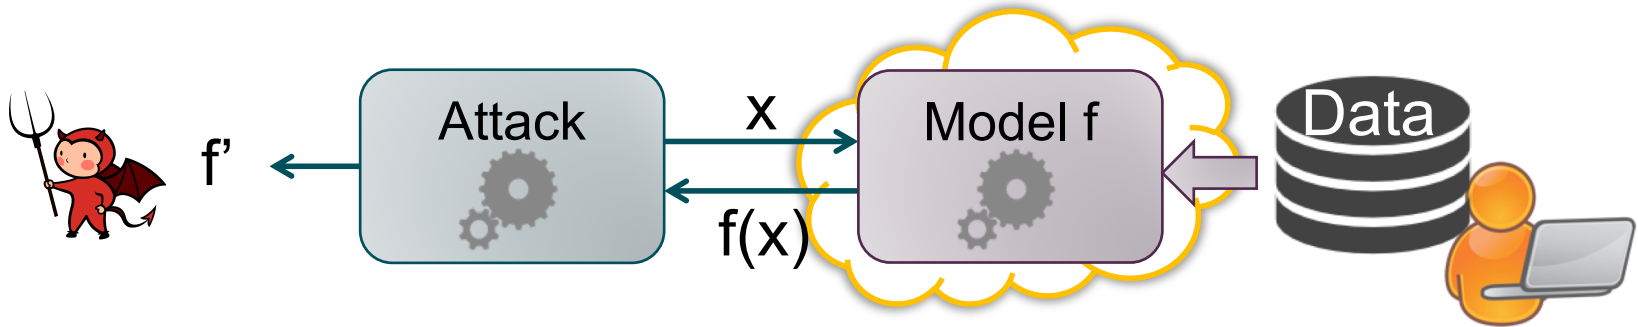 f’
Attack
x
f(x)
Model f
Data